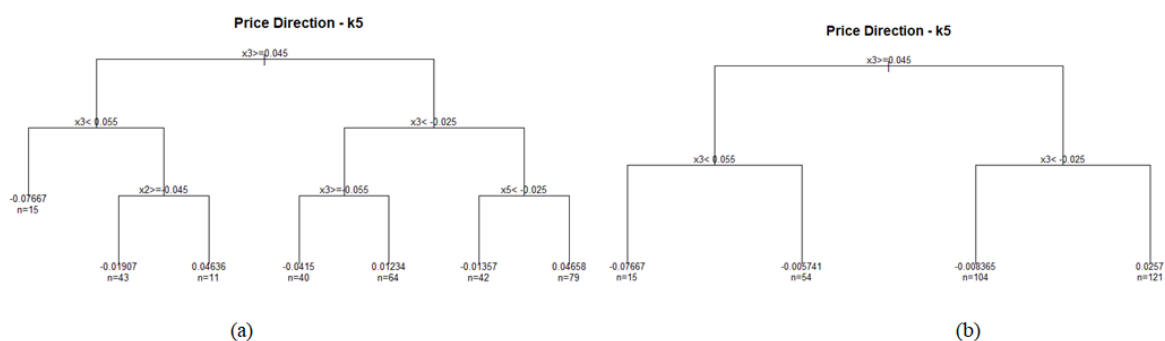 Price Direction - k5
x3>=0.045
x3< 0.055
x3< -0.025
x2>=-0.045
x3>=-0.055
x5< -0.025
-0.07667
n=15
-0.01907
n=43
0.04636
n=11
-0.0415
n=40
0.01234
n=64
-0.01357
n=42
0.04658
n=79
(a)
Price Direction - k5
x3>=0.045
x3< 0.055
x3< -0.025
-0.07667
n=15
-0.005741
n=54
-0.008365
n=104
0.0257
n=121
(b)